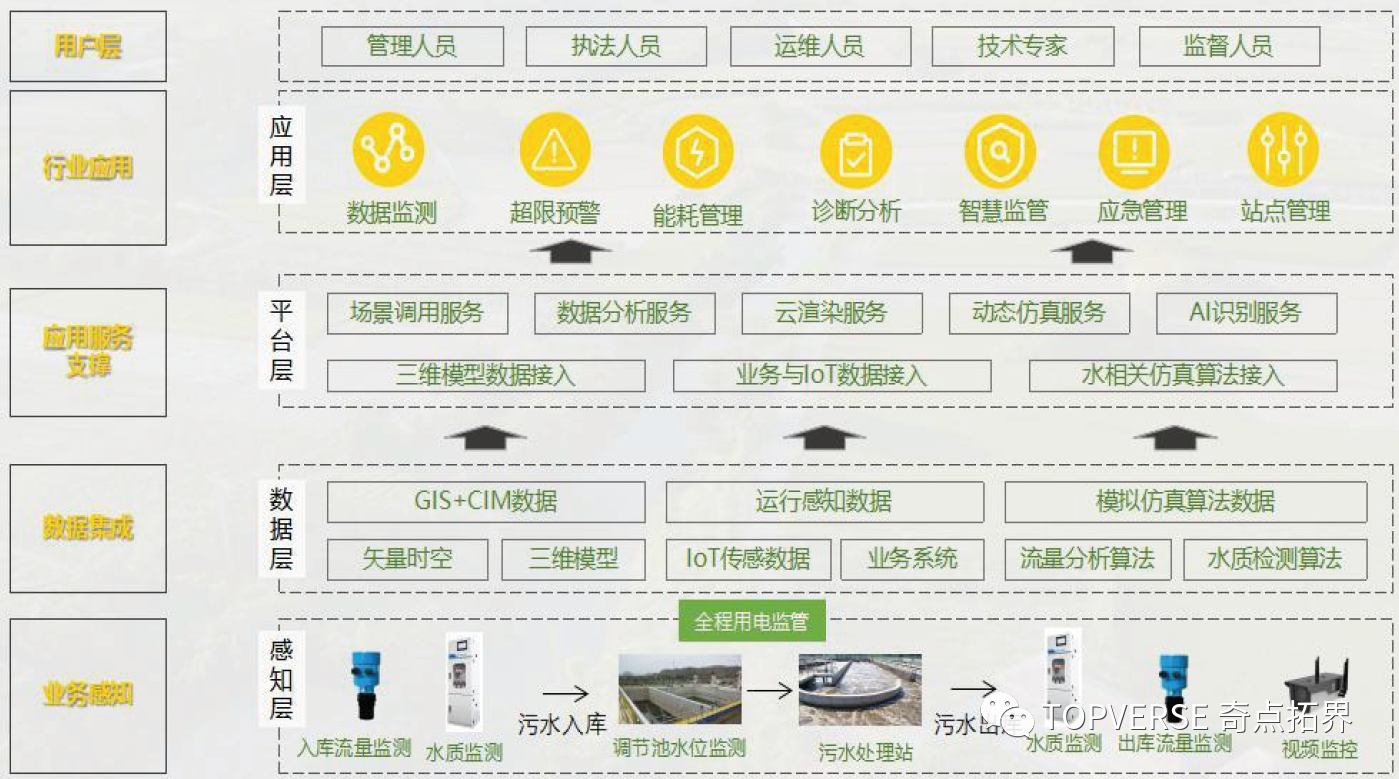 用户层
管理人员
执法人员
运维人员
技术专家
监督人员
行业应用
应用层
数据监测
超限预警
能耗管理
诊断分析
智慧监管
应急管理
站点管理
应用服务
支撑
平台层
场景调用服务
数据分析服务
云渲染服务
动态仿真服务
AI识别服务
三维模型数据接入
业务与IoT数据接入
水相关仿真算法接入
数据集成
数据层
GIS+CIM数据
运行感知数据
模拟仿真算法数据
矢量时空
三维模型
IoT传感数据
业务系统
流量分析算法
水质检测算法
业务感知
感知层
全程用电监管
入库流量监测
水质监测
污水入库
调节池水位监测
污水处理站
污水出库
水质监测
出库流量监测
视频监控
TOPVERSE 奇点拓界